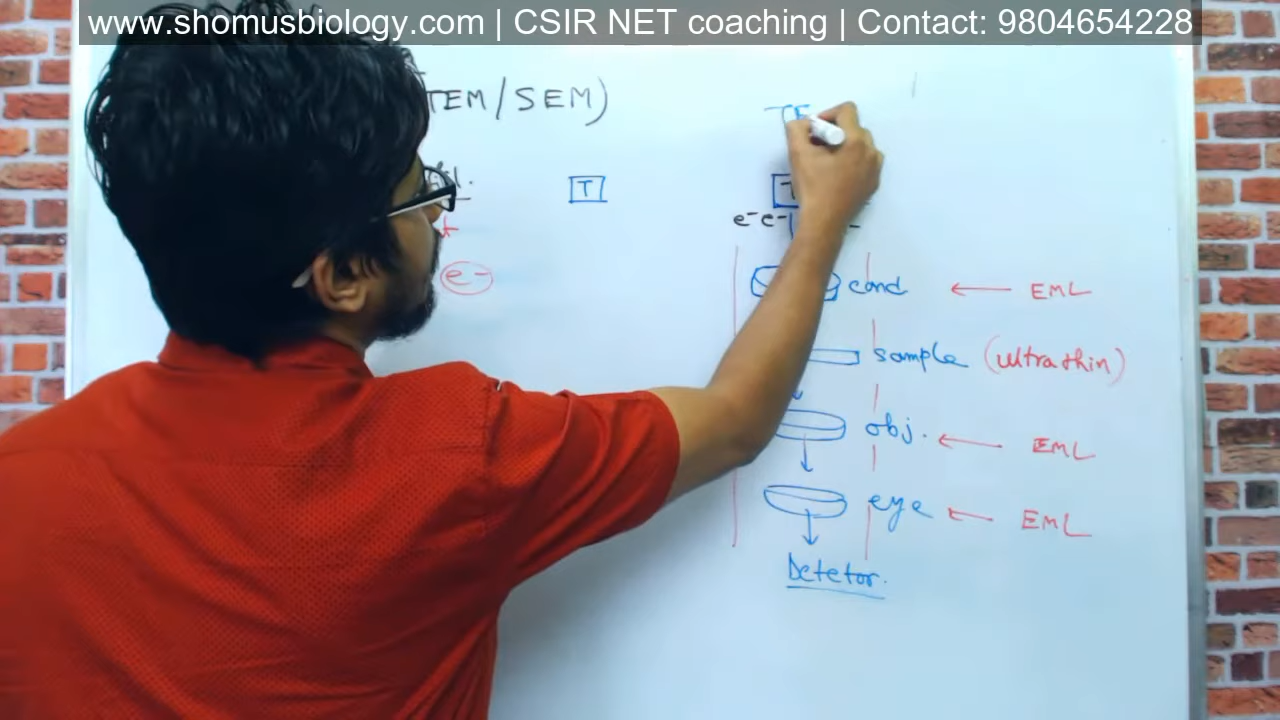 www.shomusbiology.com | CSIR NET coaching | Contact: 9804654228
TEM/SEM)
TE
T
T
e- e-
e-
cond ← EML
sample (ultrathin)
obj. ← EML
eye ← EML
Detetor.